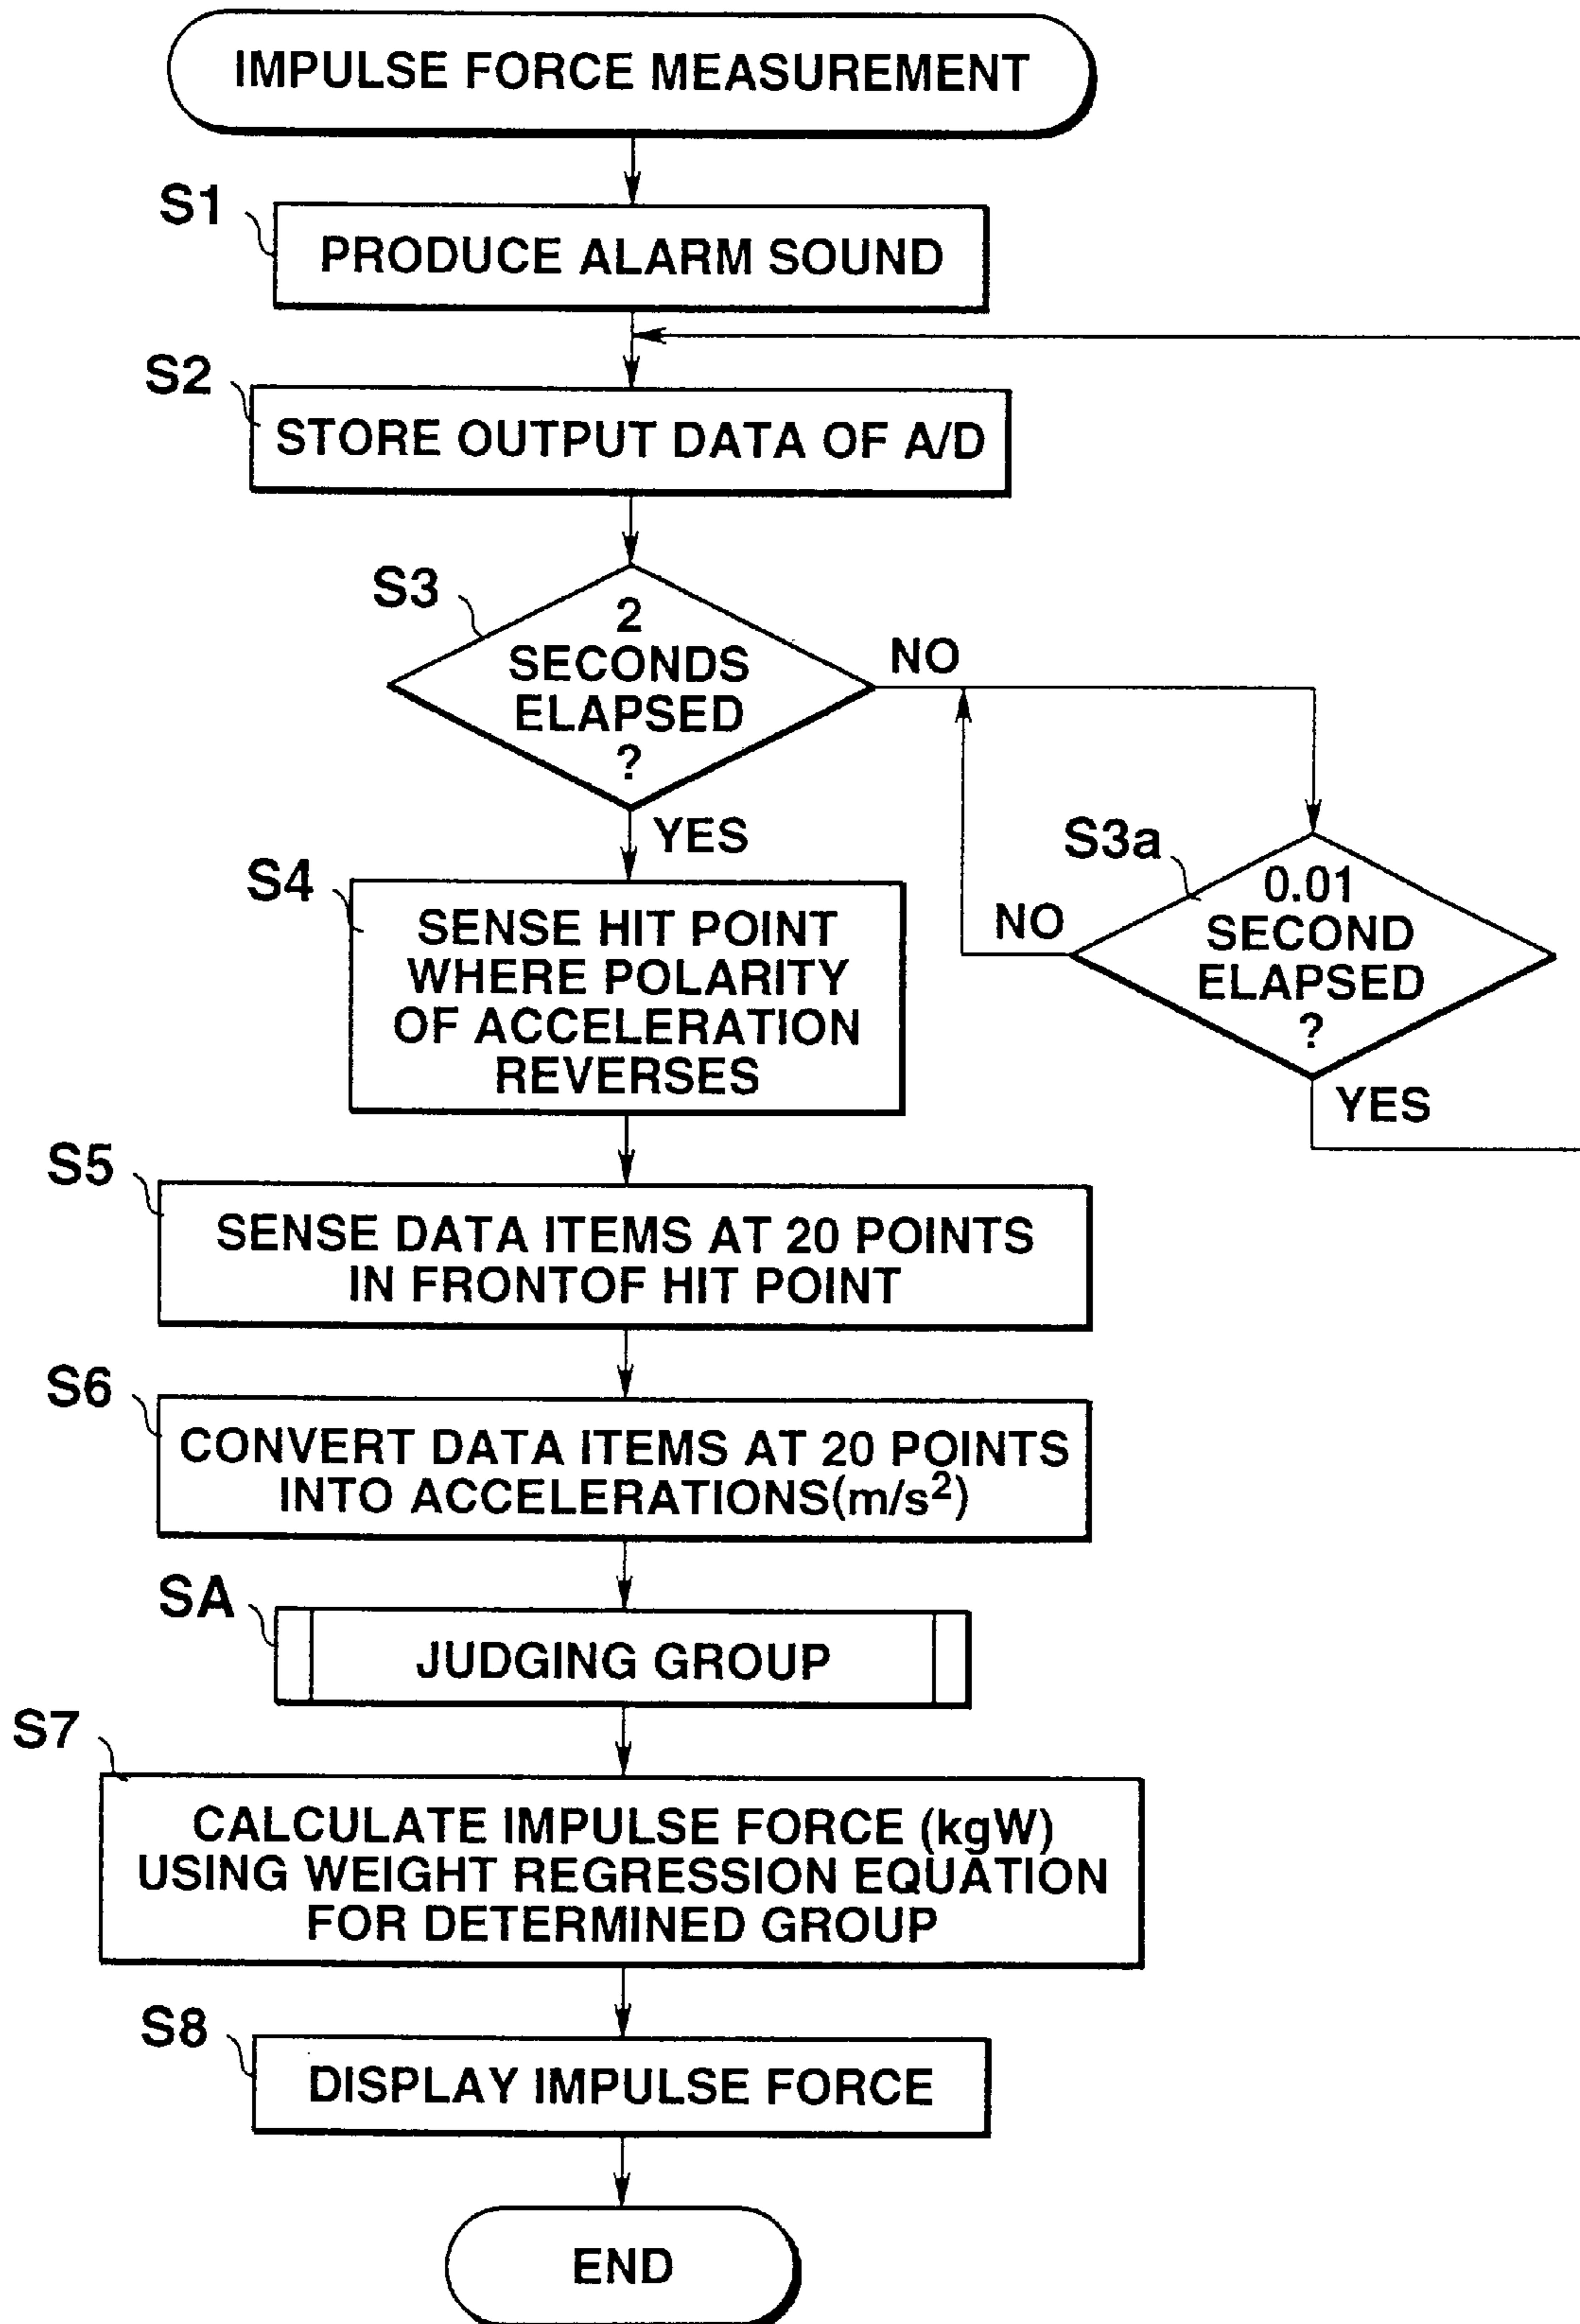 IMPULSE FORCE MEASUREMENT
S1
PRODUCE ALARM SOUND
S2
STORE OUTPUT DATA OF A/D
S3
2
SECONDS
ELAPSED
?
NO
YES
S3a
0.01
SECOND
ELAPSED
?
NO
YES
S4
SENSE HIT POINT
WHERE POLARITY
OF ACCELERATION
REVERSES
S5
SENSE DATA ITEMS AT 20 POINTS
IN FRONTOF HIT POINT
S6
CONVERT DATA ITEMS AT 20 POINTS
INTO ACCELERATIONS(m/s²)
SA
JUDGING GROUP
S7
CALCULATE IMPULSE FORCE (kgW)
USING WEIGHT REGRESSION EQUATION
FOR DETERMINED GROUP
S8
DISPLAY IMPULSE FORCE
END